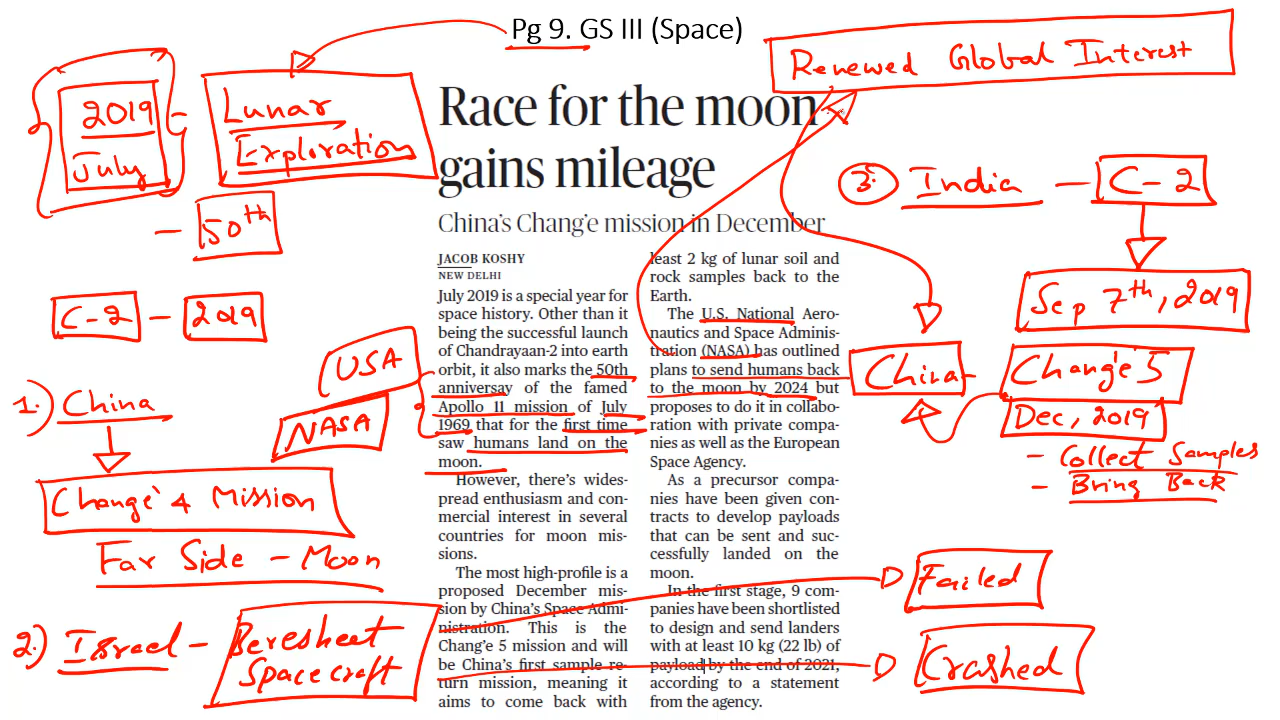 Pg 9. GS III (Space)
Renewed Global Interest
2019
July
-
Lunar
Exploration
- 50th
C-2 - 2019
1.) China
Chang'e 4 Mission
Far Side - Moon
2.) Israel - Beresheet
Spacecraft
USA
NASA
Race for the moon
gains mileage
China's Chang'e mission in December
JACOB KOSHY
NEW DELHI
July 2019 is a special year for
space history. Other than it
being the successful launch
of Chandrayaan-2 into earth
orbit, it also marks the 50th
anniversay of the famed
Apollo 11 mission of July
1969 that for the first time
saw humans land on the
moon.
However, there's wides-
pread enthusiasm and com-
mercial interest in several
countries for moon mis-
sions.
The most high-profile is a
proposed December mis-
sion by China's Space Admi-
nistration. This is the
Chang'e 5 mission and will
be China's first sample re-
turn mission, meaning it
aims to come back with
least 2 kg of lunar soil and
rock samples back to the
Earth.
The U.S. National Aero-
nautics and Space Adminis-
tration (NASA) has outlined
plans to send humans back
to the moon by 2024 but
proposes to do it in collabo-
ration with private compa-
nies as well as the European
Space Agency.
As a precursor compa-
nies have been given con-
tracts to develop payloads
that can be sent and suc-
cessfully landed on the
moon.
In the first stage, 9 com-
panies have been shortlisted
to design and send landers
with at least 10 kg (22 lb) of
payload by the end of 2021,
according to a statement
from the agency.
3. India - C-2
Sep 7th, 2019
China - Chang'e 5
Dec, 2019
- Collect Samples
- Bring Back
Failed
Crashed